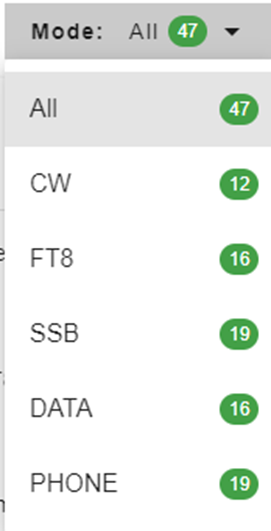 Mode: All 47
All 47
CW 12
FT8 16
SSB 19
DATA 16
PHONE 19